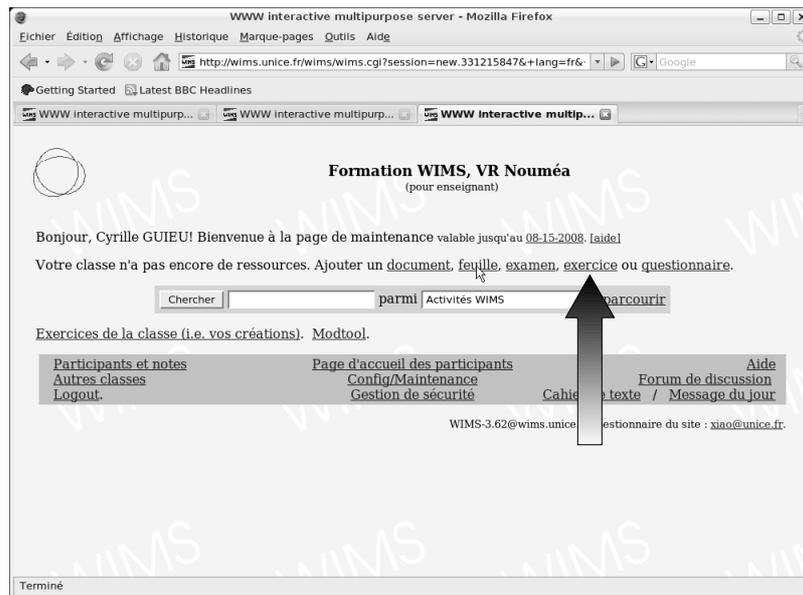 WWW interactive multipurpose server - Mozilla Firefox
Fichier Édition Affichage Historique Marque-pages Outils Aide
http://wims.unice.fr/wims/wims.cgi?session=new.331215847&+lang=fr& G Google
Getting Started Latest BBC Headlines
WWW interactive multipurp... WWW interactive multipurp... WWW interactive multip...
Formation WIMS, VR Nouméa
(pour enseignant)
Bonjour, Cyrille GUIEU! Bienvenue à la page de maintenance valable jusqu'au 08-15-2008. [aide]
Votre classe n'a pas encore de ressources. Ajouter un document, feuille, examen, exercice ou questionnaire.
Chercher parmi Activités WIMS parcourir
Exercices de la classe (i.e. vos créations). Modtool.
Participants et notes Page d'accueil des participants Aide
Autres classes Config/Maintenance Forum de discussion
Logout. Gestion de sécurité texte / Message du jour
WIMS-3.62@wims.unice du site : xiao@unice.fr.
Terminé